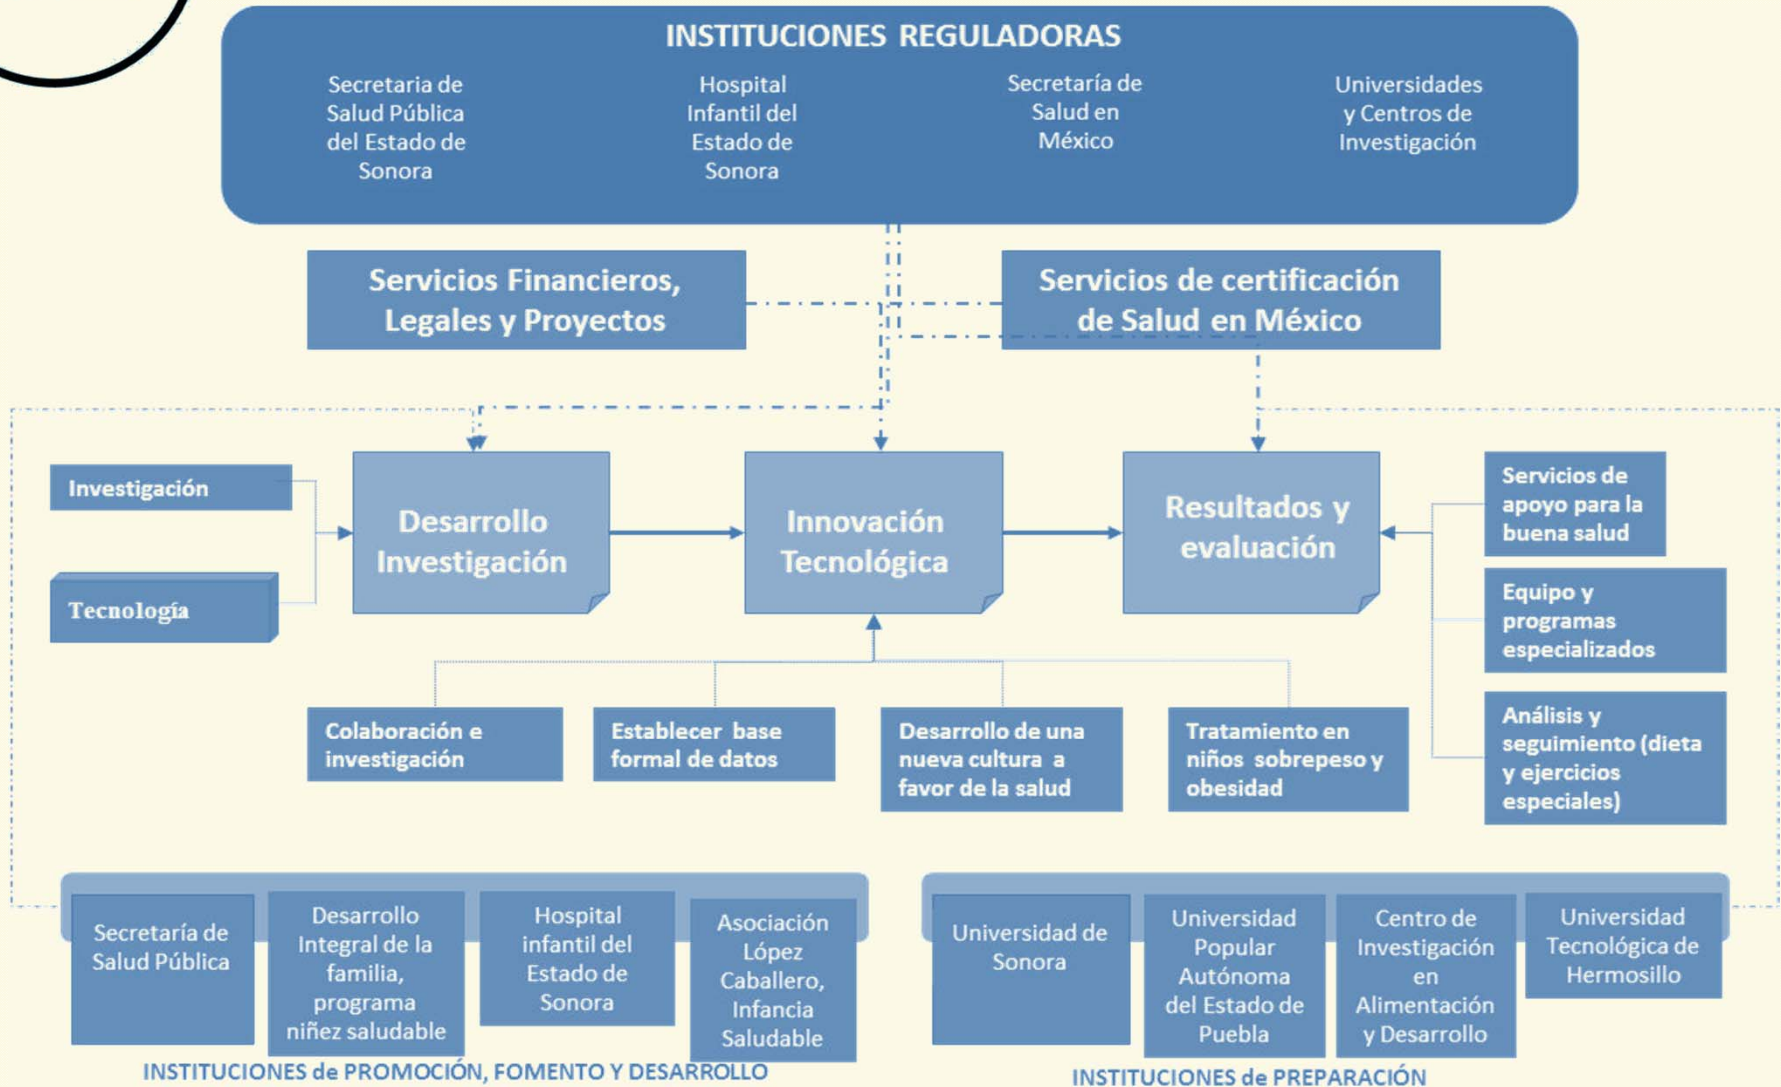 INSTITUCIONES REGULADORAS
Secretaria de
Salud Pública
del Estado de
Sonora
Hospital
Infantil del
Estado de
Sonora
Secretaría de
Salud en
México
Universidades
y Centros de
Investigación
Servicios Financieros,
Legales y Proyectos
Servicios de certificación
de Salud en México
Investigación
Tecnología
Desarrollo
Investigación
Innovación
Tecnológica
Resultados y
evaluación
Servicios de
apoyo para la
buena salud
Equipo y
programas
especializados
Análisis y
seguimiento (dieta
y ejercicios
especiales)
Colaboración e
investigación
Establecer base
formal de datos
Desarrollo de una
nueva cultura a
favor de la salud
Tratamiento en
niños sobrepeso y
obesidad
Secretaría de
Salud Pública
Desarrollo
Integral de la
familia,
programa
niñez saludable
Hospital
infantil del
Estado de
Sonora
Asociación
López
Caballero,
Infancia
Saludable
INSTITUCIONES de PROMOCIÓN, FOMENTO Y DESARROLLO
Universidad de
Sonora
Universidad
Popular
Autónoma
del Estado de
Puebla
Centro de
Investigación
en
Alimentación
y Desarrollo
Universidad
Tecnológica de
Hermosillo
INSTITUCIONES de PREPARACIÓN